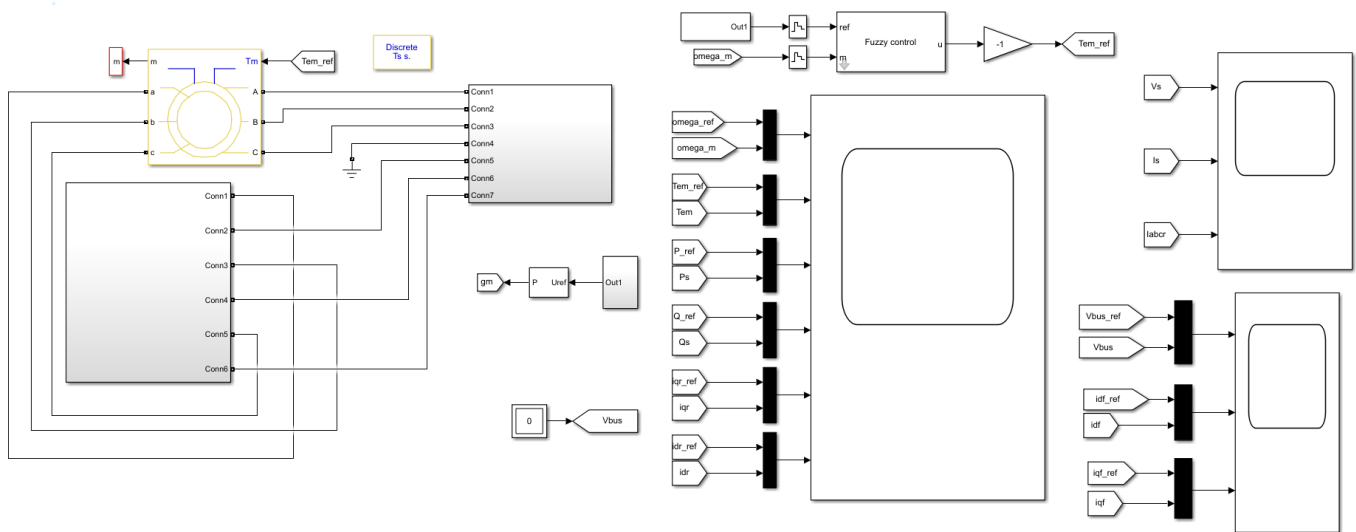 m
m
Tm
Tem_ref
a
A
b
B
c
C
Discrete
Ts s.
Conn1
Conn2
Conn3
Conn4
Conn5
Conn6
Conn7
Conn1
Conn2
Conn3
Conn4
Conn5
Conn6
gm
P
Uref
Out1
0
Vbus
Out1
omega_m
ref
m
Fuzzy control
u
-1
Tem_ref
omega_ref
omega_m
Tem_ref
Tem
P_ref
Ps
Q_ref
Qs
iqr_ref
iqr
idr_ref
idr
Vs
Is
Iabcr
Vbus_ref
Vbus
idf_ref
idf
iqf_ref
iqf